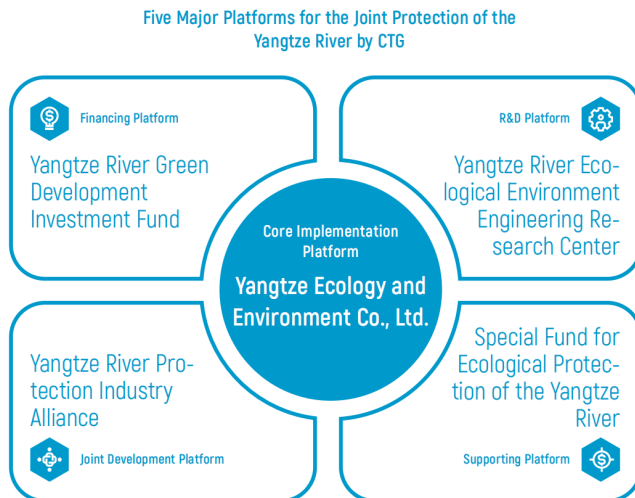 Five Major Platforms for the Joint Protection of the
Yangtze River by CTG
Financing Platform
Yangtze River Green
Development
Investment Fund
R&D Platform
Yangtze River Eco-
logical Environment
Engineering Re-
search Center
Core Implementation
Platform
Yangtze Ecology and
Environment Co., Ltd.
Yangtze River Pro-
tection Industry
Alliance
Joint Development Platform
Special Fund for
Ecological Protec-
tion of the Yangtze
River
Supporting Platform